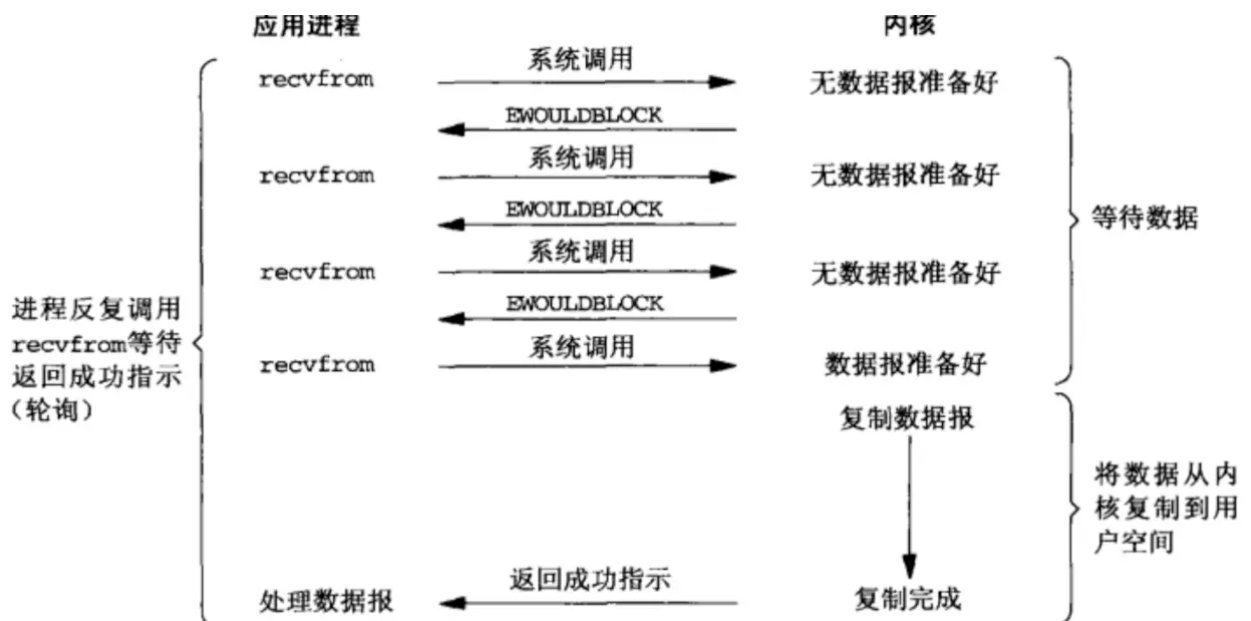 应用进程
内核
recvfrom
系统调用
无数据报准备好
EWOULDBLOCK
recvfrom
系统调用
无数据报准备好
EWOULDBLOCK
等待数据
recvfrom
系统调用
无数据报准备好
EWOULDBLOCK
进程反复调用
recvfrom等待
返回成功指示
（轮询）
recvfrom
系统调用
数据报准备好
复制数据报
将数据从内
核复制到用
户空间
处理数据报
返回成功指示
复制完成